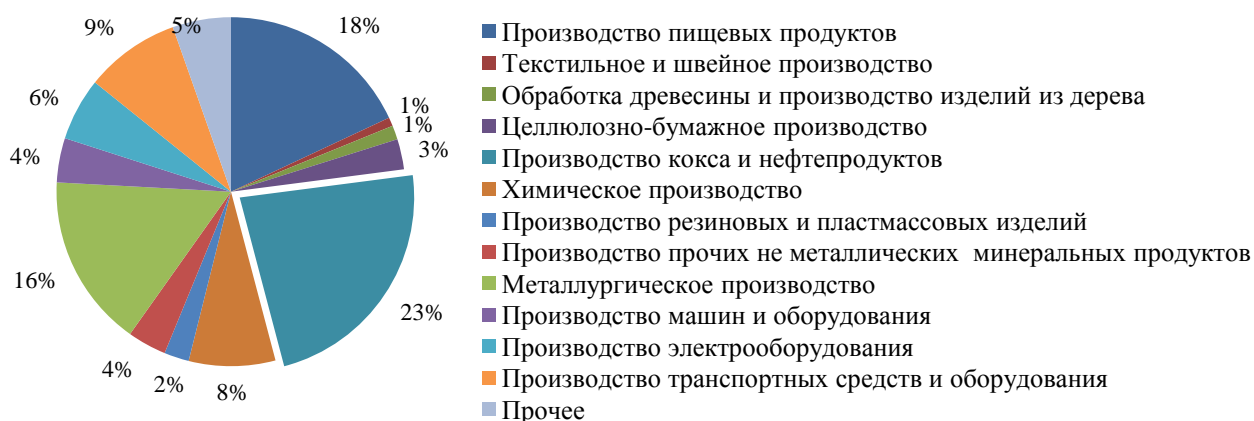 18%
1%
1%
3%
23%
8%
2%
4%
16%
4%
6%
9%
5%
Производство пищевых продуктов
Текстильное и швейное производство
Обработка древесины и производство изделий из дерева
Целлюлозно-бумажное производство
Производство кокса и нефтепродуктов
Химическое производство
Производство резиновых и пластмассовых изделий
Производство прочих не металлических минеральных продуктов
Металлургическое производство
Производство машин и оборудования
Производство электрооборудования
Производство транспортных средств и оборудования
Прочее